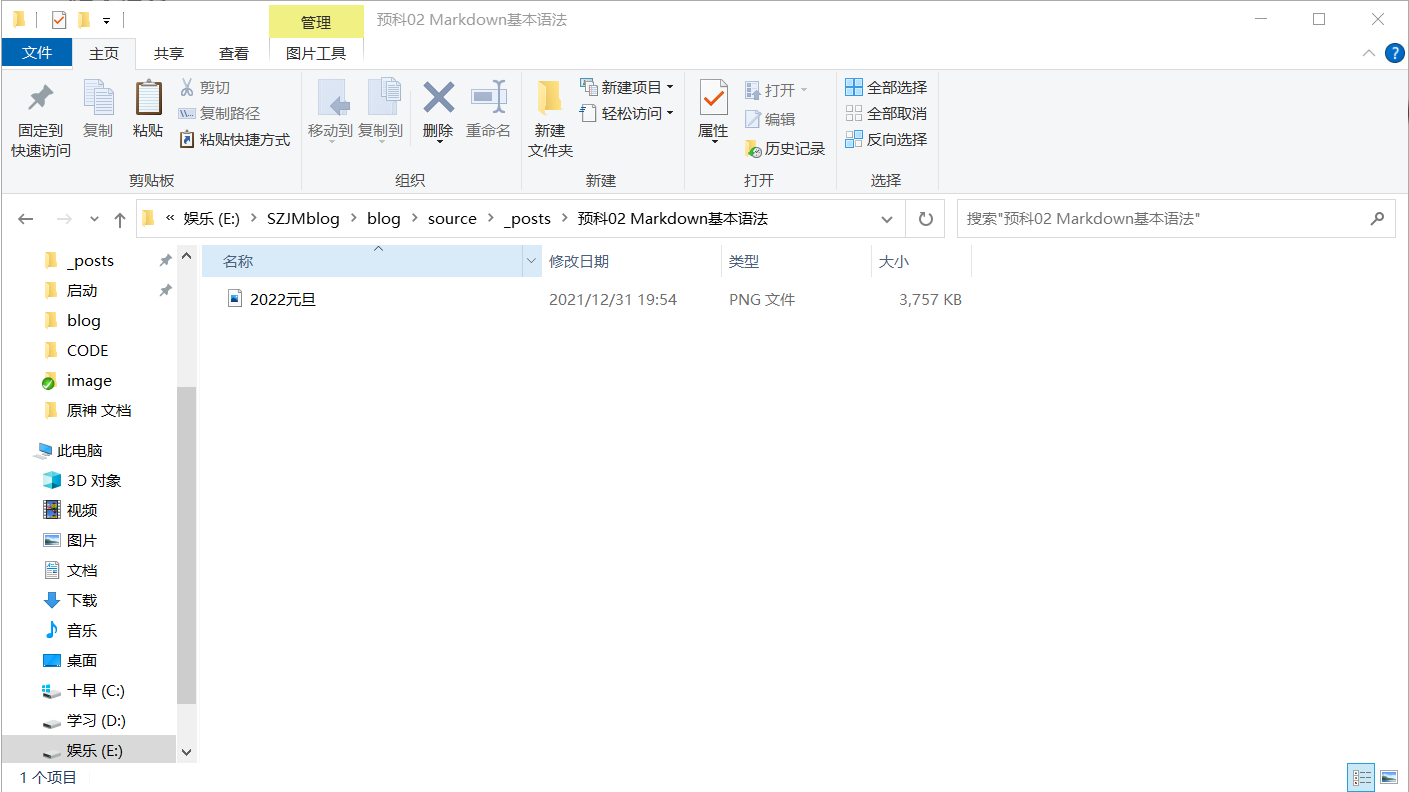 管理
预科02 Markdown基本语法
文件
主页
共享
查看
图片工具
固定到
快速访问
复制
粘贴
剪切
复制路径
粘贴快捷方式
剪贴板
移动到
复制到
删除
重命名
组织
新建
文件夹
新建项目
轻松访问
新建
属性
打开
编辑
历史记录
打开
全部选择
全部取消
反向选择
选择
« 娱乐 (E:) > SZJMblog > blog > source > _posts > 预科02 Markdown基本语法
搜索"预科02 Markdown基本语法"
名称 修改日期 类型 大小
2022元旦 2021/12/31 19:54 PNG 文件 3,757 KB
_posts
启动
blog
CODE
image
原神 文档
此电脑
3D 对象
视频
图片
文档
下载
音乐
桌面
十早 (C:)
学习 (D:)
娱乐 (E:)
1 个项目